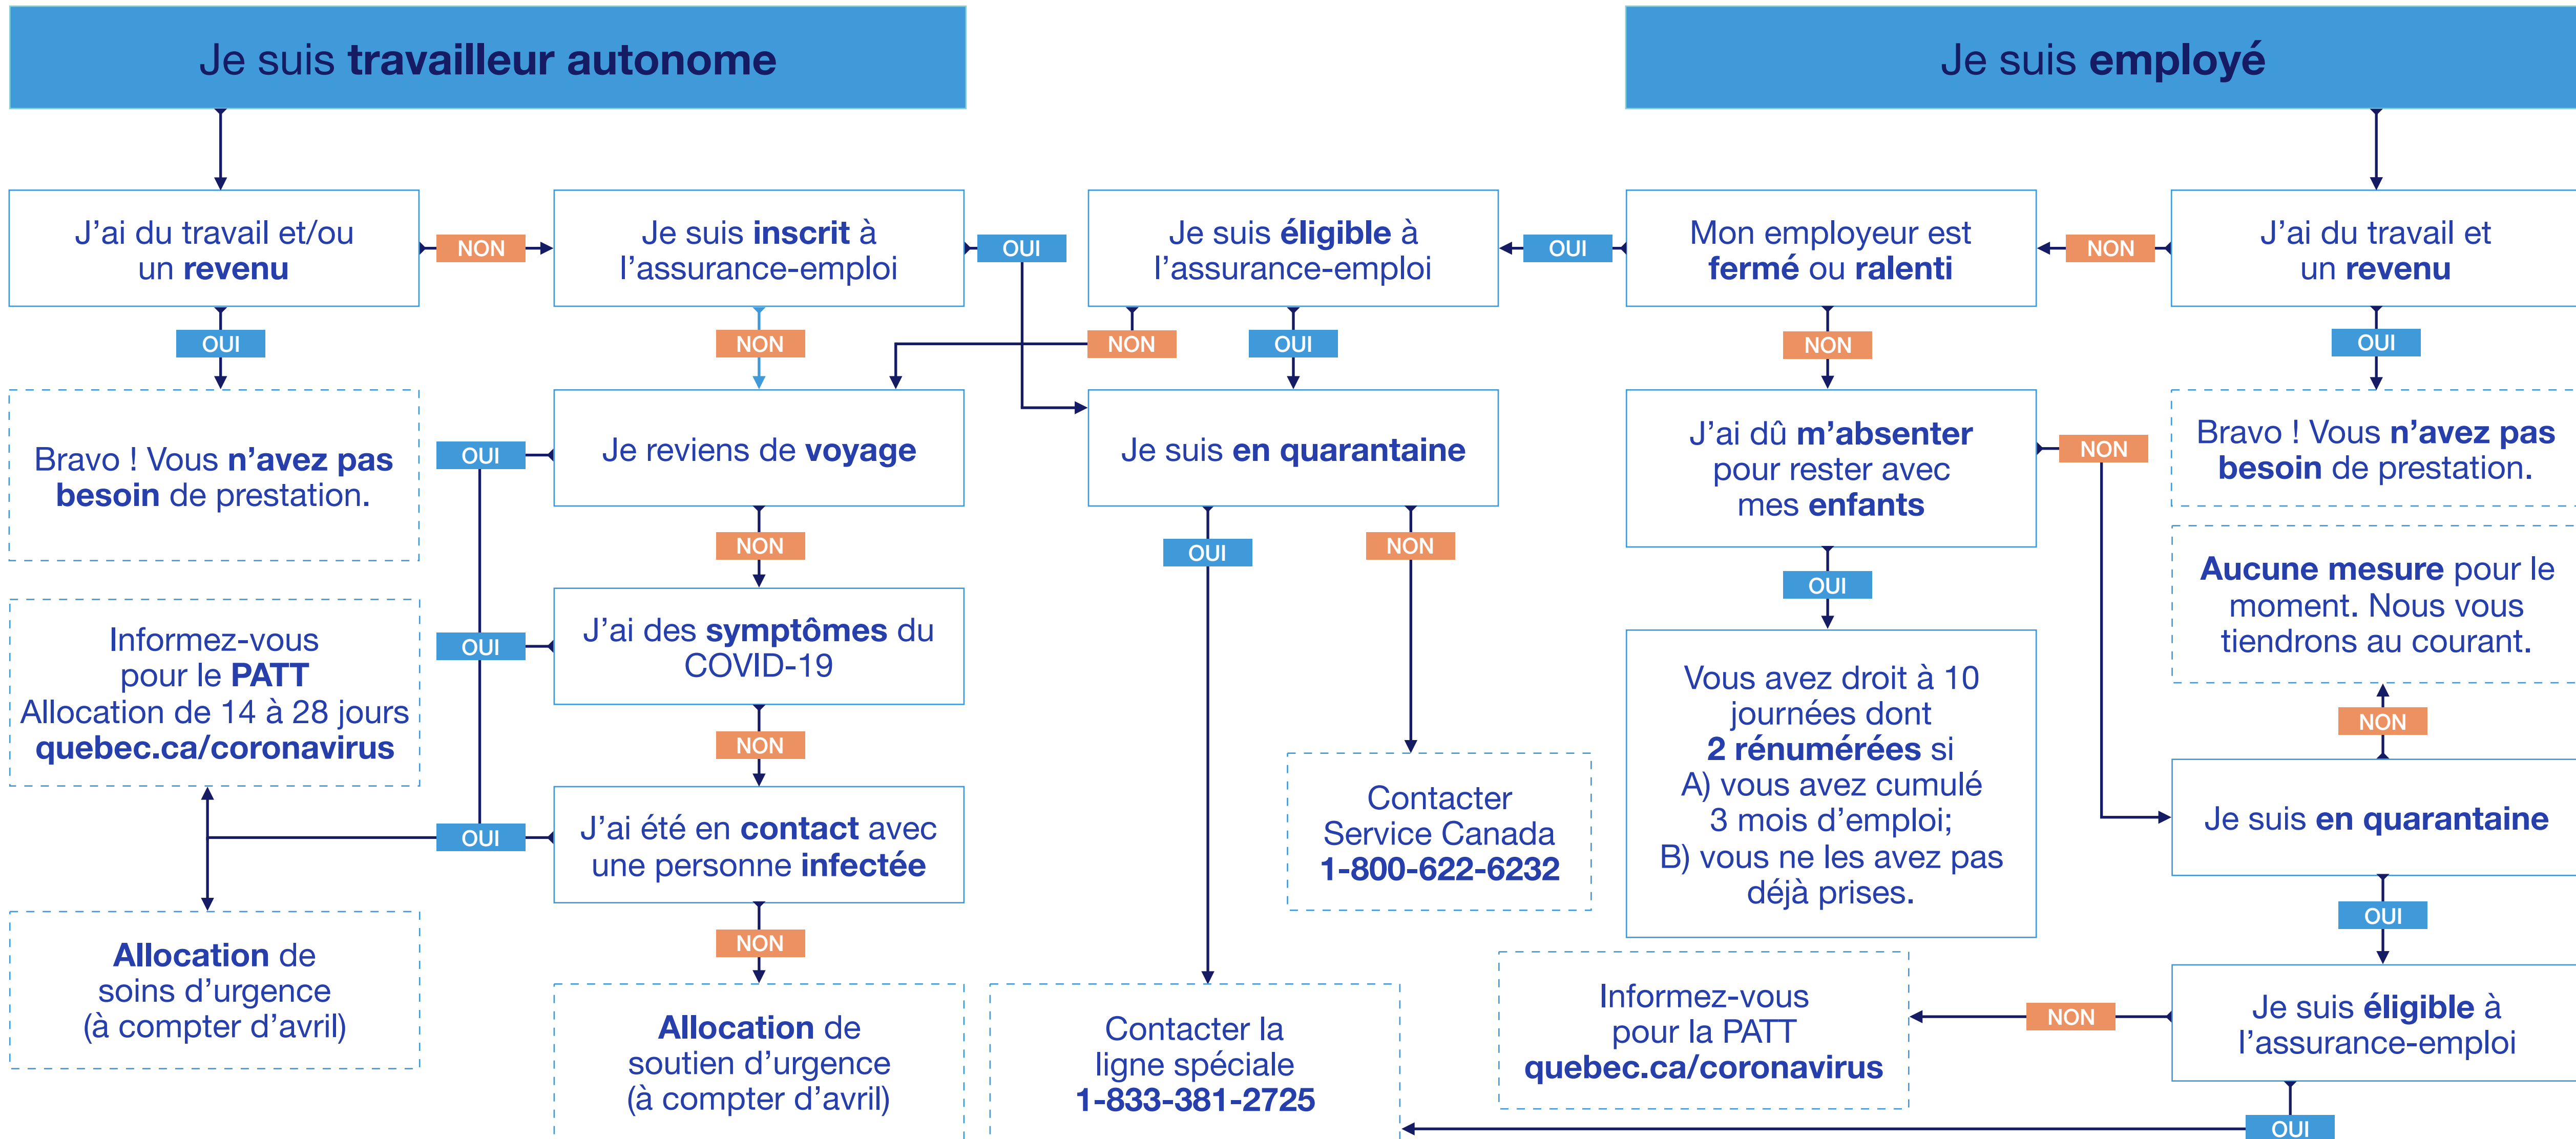 Je suis travailleur autonome
Je suis employé
J'ai du travail et/ou
un revenu
NON
Je suis inscrit à
l'assurance-emploi
OUI
Je suis éligible à
l'assurance-emploi
OUI
Mon employeur est
fermé ou ralenti
NON
J'ai du travail et
un revenu
OUI
NON
NON
OUI
NON
OUI
Bravo ! Vous n'avez pas
besoin de prestation.
OUI
Je reviens de voyage
Je suis en quarantaine
J'ai dû m'absenter
pour rester avec
mes enfants
NON
Bravo ! Vous n'avez pas
besoin de prestation.
NON
OUI
NON
OUI
Aucune mesure pour le
moment. Nous vous
tiendrons au courant.
Informez-vous
pour le PATT
Allocation de 14 à 28 jours
quebec.ca/coronavirus
OUI
J'ai des symptômes du
COVID-19
Vous avez droit à 10
journées dont
2 rénumérées si
A) vous avez cumulé
3 mois d'emploi;
B) vous ne les avez pas
déjà prises.
NON
NON
OUI
J'ai été en contact avec
une personne infectée
Contacter
Service Canada
1-800-622-6232
Je suis en quarantaine
NON
OUI
Allocation de
soins d'urgence
(à compter d'avril)
Allocation de
soutien d'urgence
(à compter d'avril)
Contacter la
ligne spéciale
1-833-381-2725
Informez-vous
pour la PATT
quebec.ca/coronavirus
NON
Je suis éligible à
l'assurance-emploi
OUI